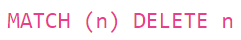 MATCH (n) DELETE n